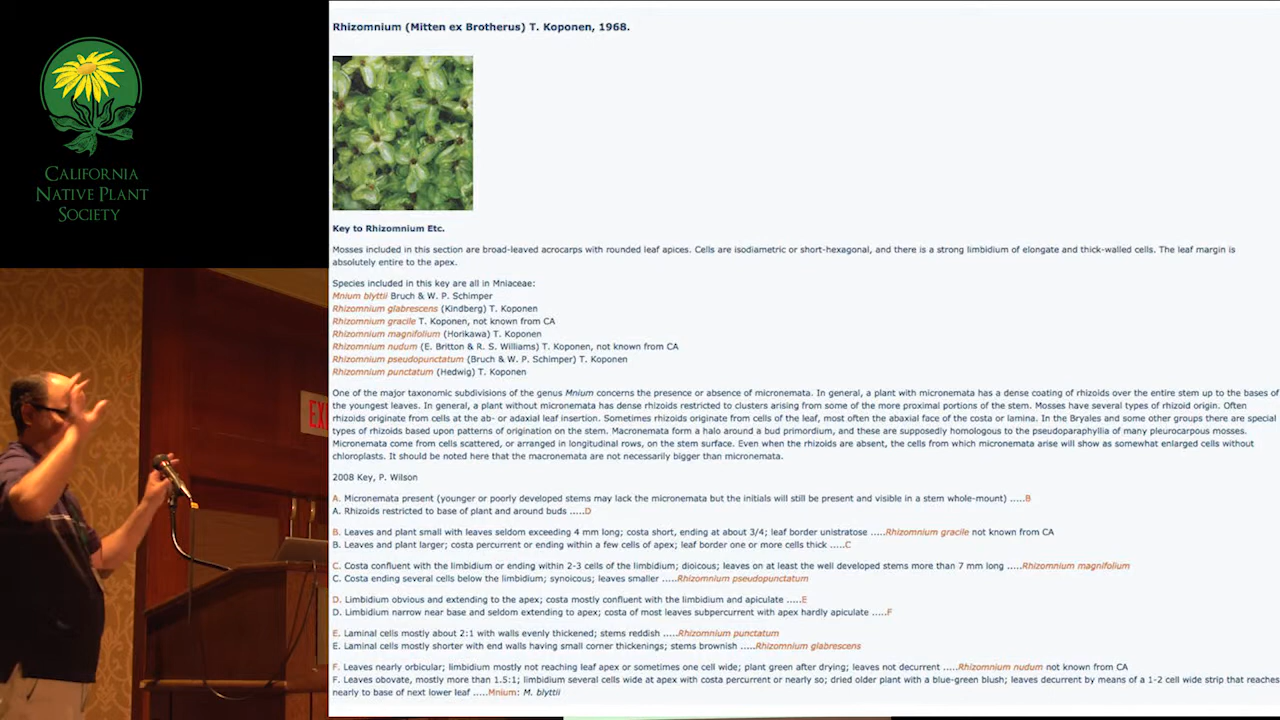 CALIFORNIA
NATIVE PLANT
SOCIETY
Rhizomnium (Mitten ex Brotherus) T. Koponen, 1968.
Key to Rhizomnium Etc.
Mosses included in this section are broad-leaved acrocarps with rounded leaf apices. Cells are isodiametric or short-hexagonal, and there is a strong limbidium of elongate and thick-walled cells. The leaf margin is
absolutely entire to the apex.
Species included in this key are all in Mniaceae:
Mnium blyttii Bruch & W. P. Schimper
Rhizomnium glabrescens (Kindberg) T. Koponen
Rhizomnium gracile T. Koponen, not known from CA
Rhizomnium magnifolium (Horikawa) T. Koponen
Rhizomnium nudum (E. Britton & R. S. Williams) T. Koponen, not known from CA
Rhizomnium pseudopunctatum (Bruch & W. P. Schimper) T. Koponen
Rhizomnium punctatum (Hedwig) T. Koponen
One of the major taxonomic subdivisions of the genus Mnium concerns the presence or absence of micronemata. In general, a plant with micronemata has a dense coating of rhizoids over the entire stem up to the bases of
the youngest leaves. In general, a plant without micronemata has dense rhizoids restricted to clusters arising from some of the more proximal portions of the stem. Mosses have several types of rhizoid origin. Often
rhizoids originate from cells at the ab- or adaxial leaf insertion. Sometimes rhizoids originate from cells of the leaf, most often the abaxial face of the costa or lamina. In the Bryales and some other groups there are special
types of rhizoids based upon patterns of origination on the stem. Macronemata form a halo around a bud primordium, and these are supposedly homologous to the pseudoparaphyllia of many pleurocarpous mosses.
Micronemata come from cells scattered, or arranged in longitudinal rows, on the stem surface. Even when the rhizoids are absent, the cells from which micronemata arise will show as somewhat enlarged cells without
chloroplasts. It should be noted here that the macronemata are not necessarily bigger than micronemata.
2008 Key, P. Wilson
A. Micronemata present (younger or poorly developed stems may lack the micronemata but the initials will still be present and visible in a stem whole-mount) .....B
A. Rhizoids restricted to base of plant and around buds .....D
B. Leaves and plant small with leaves seldom exceeding 4 mm long; costa short, ending at about 3/4; leaf border unistratose .....Rhizomnium gracile not known from CA
B. Leaves and plant larger; costa percurrent or ending within a few cells of apex; leaf border one or more cells thick .....C
C. Costa confluent with the limbidium or ending within 2-3 cells of the limbidium; dioicous; leaves on at least the well developed stems more than 7 mm long .....Rhizomnium magnifolium
C. Costa ending several cells below the limbidium; synoicous; leaves smaller .....Rhizomnium pseudopunctatum
D. Limbidium obvious and extending to the apex; costa mostly confluent with the limbidium and apiculate .....E
D. Limbidium narrow near base and seldom extending to apex; costa of most leaves subpercurrent with apex hardly apiculate .....F
E. Laminal cells mostly about 2:1 with walls evenly thickened; stems reddish .....Rhizomnium punctatum
E. Laminal cells mostly shorter with end walls having small corner thickenings; stems brownish .....Rhizomnium glabrescens
F. Leaves nearly orbicular; limbidium mostly not reaching leaf apex or sometimes one cell wide; plant green after drying; leaves not decurrent .....Rhizomnium nudum not known from CA
F. Leaves obovate, mostly more than 1.5:1; limbidium several cells wide at apex with costa percurrent or nearly so; dried older plant with a blue-green blush; leaves decurrent by means of a 1-2 cell wide strip that reaches
nearly to base of next lower leaf .....Mnium: M. blyttii